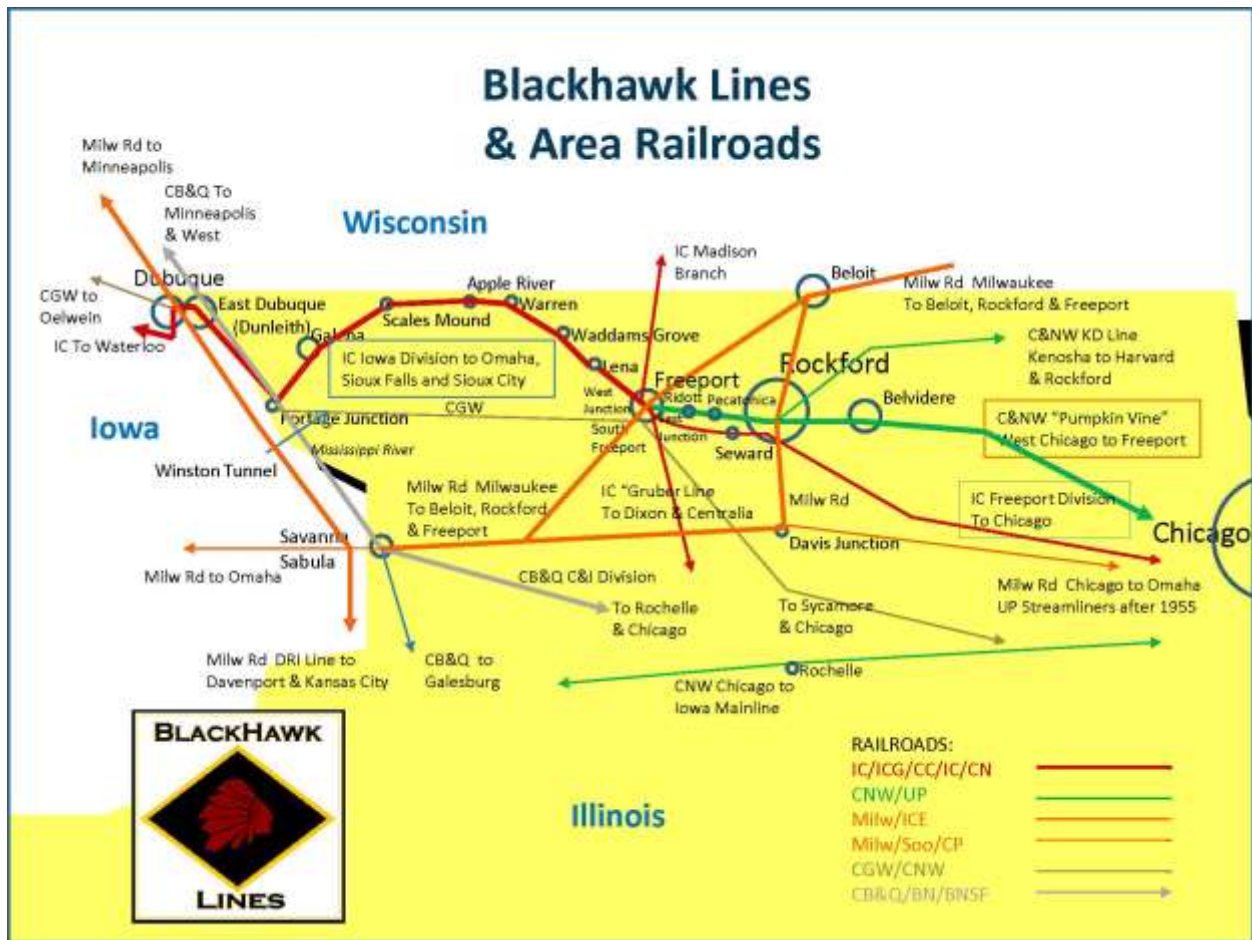 Blackhawk Lines
& Area Railroads
Milw Rd to
Minneapolis
CB&Q To
Minneapolis
& West
Wisconsin
IC Madison
Branch
Beloit
Milw Rd Milwaukee
To Beloit, Rockford & Freeport
Dubuque
CGW to
Oelwein
IC To Waterloo
East Dubuque
(Dunleith)
Galena
Scales Mound
Apple River
Warren
Waddams Grove
Lena
IC Iowa Division to Omaha,
Sioux Falls and Sioux City
C&NW KD Line
Kenosha to Harvard
& Rockford
Rockford
Freeport
Ridott
Pecatonica
Belvidere
West
Junction
South
Freeport
East
Junction
Seward
CGW
C&NW "Pumpkin Vine"
West Chicago to Freeport
Iowa
Portage Junction
Mississippi River
Winston Tunnel
Milw Rd Milwaukee
To Beloit, Rockford
& Freeport
IC "Gruber Line
To Dixon & Centralia
Milw Rd
IC Freeport Division
To Chicago
Chicago
Savanna
Sabula
Davis Junction
Milw Rd to Omaha
CB&Q C&I Division
To Rochelle
& Chicago
To Sycamore
& Chicago
Milw Rd Chicago to Omaha
UP Streamliners after 1955
Milw Rd DRI Line to
Davenport & Kansas City
CB&Q to
Galesburg
CNW Chicago to
Iowa Mainline
Rochelle
BLACKHAWK
LINES
Illinois
RAILROADS:
IC/ICG/CC/IC/CN
CNW/UP
Milw/ICE
Milw/Soo/CP
CGW/CNW
CB&Q/BN/BNSF